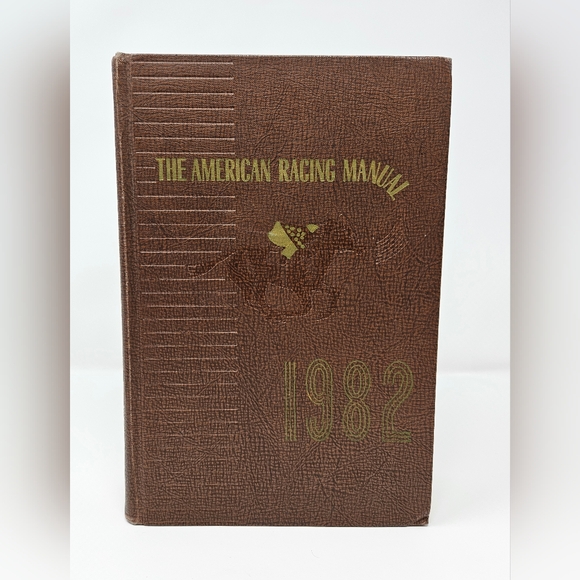 THE AMERICAN RACING MANUAL
1982